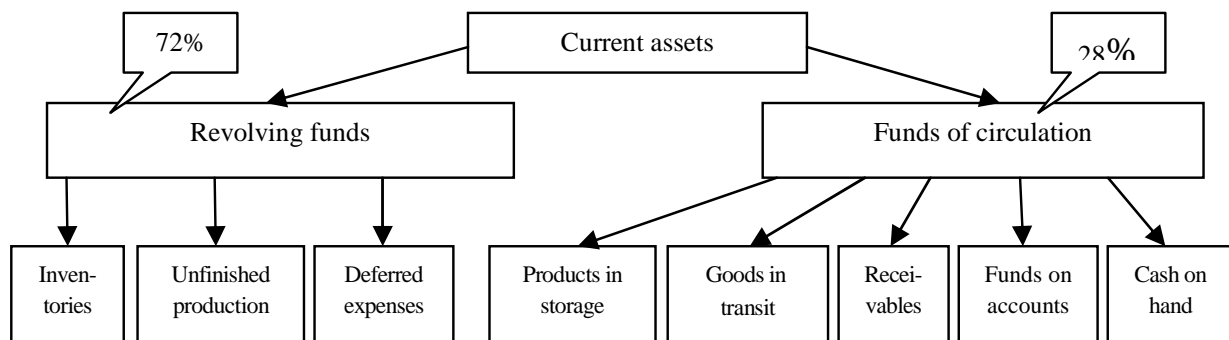 72%
Current assets
28%
Revolving funds
Funds of circulation
Inven-
tories
Unfinished
production
Deferred
expenses
Products in
storage
Goods in
transit
Recei-
vables
Funds on
accounts
Cash on
hand